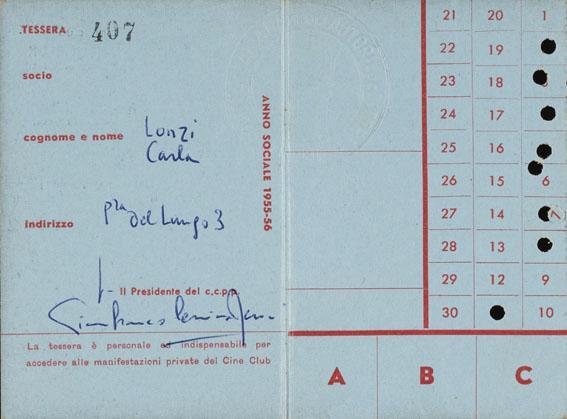 TESSERA 407
socio
cognome e nome Lonzi
Carla
indirizzo pza Del Lungo 3
Il Presidente del c.c.p.p.
La tessera è personale ed indispensabile per
accedere alle manifestazioni private del Cine Club
ANNO SOCIALE 1955-56
21 20 1
22 19
23 18
24 17
25 16
26 15 6
27 14 7
28 13
29 12 9
30 10
A B C